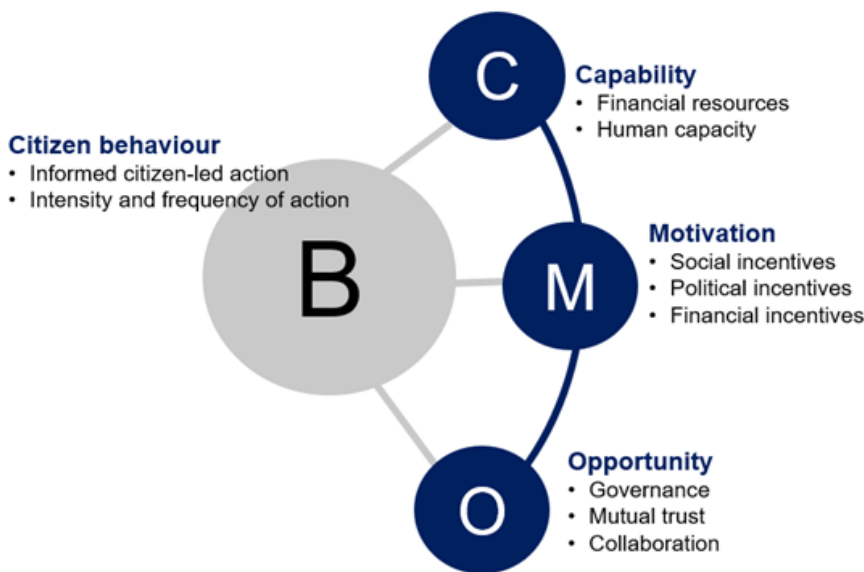 C
Capability
• Financial resources
• Human capacity
Citizen behaviour
• Informed citizen-led action
• Intensity and frequency of action
B
M
Motivation
• Social incentives
• Political incentives
• Financial incentives
O
Opportunity
• Governance
• Mutual trust
• Collaboration